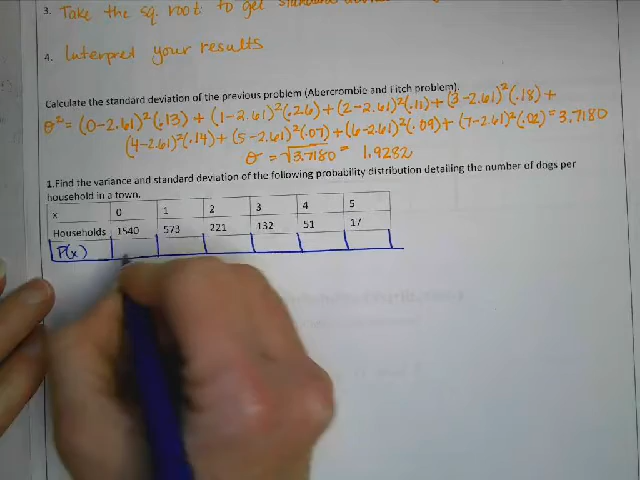 3. Take the sq. root to get standard
4. Interpret your results
Calculate the standard deviation of the previous problem (Abercrombie and Fitch problem).
σ² = (0-2.61)²(.13) + (1-2.61)²(.26) + (2-2.61)²(.11) + (3-2.61)²(.18) +
(4-2.61)²(.14) + (5-2.61)²(.07) + (6-2.61)²(.09) + (7-2.61)²(.02) = 3.7180
σ = √3.7180 = 1.9282
1.Find the variance and standard deviation of the following probability distribution detailing the number of dogs per
household in a town.
x 0 1 2 3 4 5
Households 1540 573 221 132 51 17
P(x)